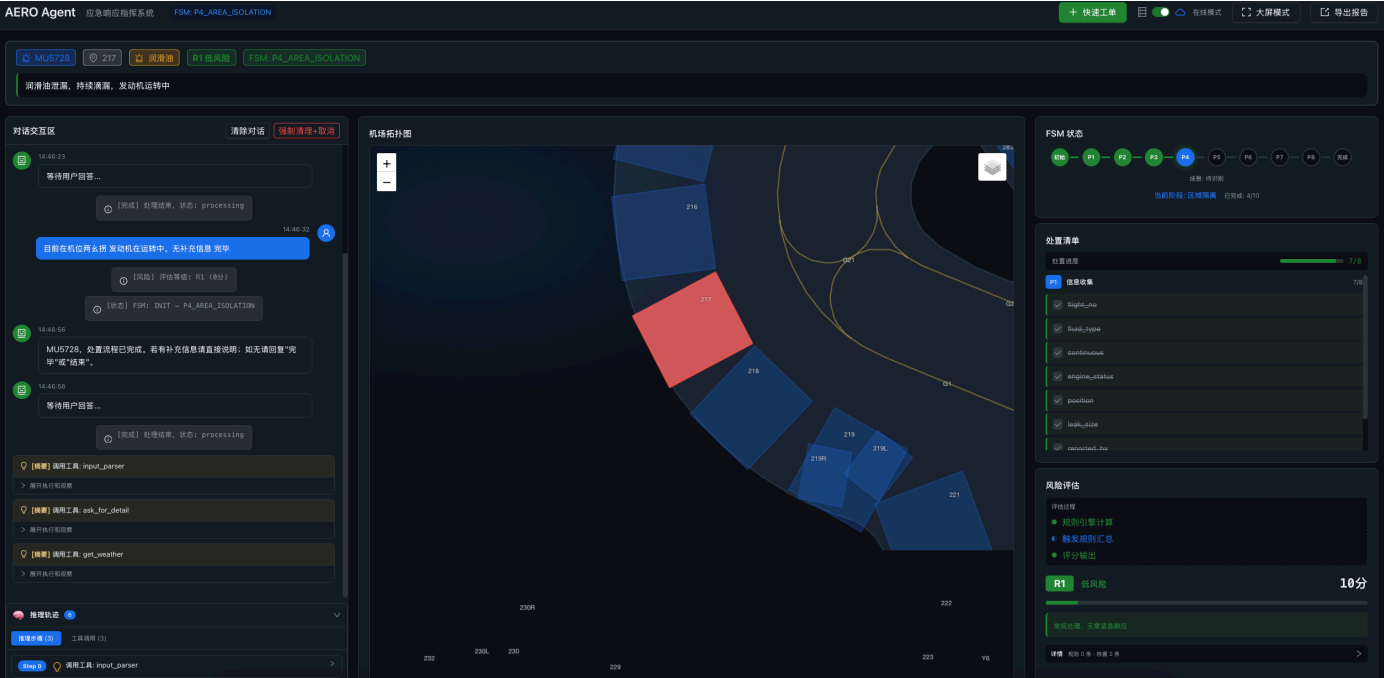 AERO Agent 应急响应指挥系统 FSM: P4_AREA_ISOLATION
快速工单 在线模式 大屏模式 导出报告
MU5728 217 润滑油 R1 低风险 FSM: P4_AREA_ISOLATION
润滑油泄漏，持续滴漏，发动机运转中
对话交互区 清除对话 强制清理+取消
14:46:23
等待用户回答...
[完成] 处理结束，状态: processing
14:46:32
目前在机位两幺拐 发动机在运转中。无补充信息 完毕
[风险] 评估等级: R1 (0分)
[状态] FSM: INIT → P4_AREA_ISOLATION
14:46:56
MU5728，处置流程已完成。若有补充信息请直接说明；如无请回复"完
毕"或"结束"。
14:46:56
等待用户回答...
[完成] 处理结束，状态: processing
[摘要] 调用工具: input_parser
展开执行和观察
[摘要] 调用工具: ask_for_detail
展开执行和观察
[摘要] 调用工具: get_weather
展开执行和观察
推理轨迹 6
推理步骤 (3) 工具调用 (3)
Step 0 调用工具: input_parser
机场拓扑图
+
−
216
217
218
219
219L
219R
221
G21
G1
222
223
Y6
230R
230L
230
232
229
FSM 状态
初始 P1 P2 P3 P4 P5 P6 P7 P8 完成
场景: 待识别
当前阶段: 区域隔离 已完成: 4/10
处置清单
处置进度 7/8
P1 信息收集 7/8
flight_no
fluid_type
continuous
engine_status
position
leak_size
reported_by
风险评估
评估过程
规则引擎计算
触发规则汇总
评分输出
R1 低风险 10分
常规处理，无需紧急响应
详情 规则 0 条 · 依据 2 条